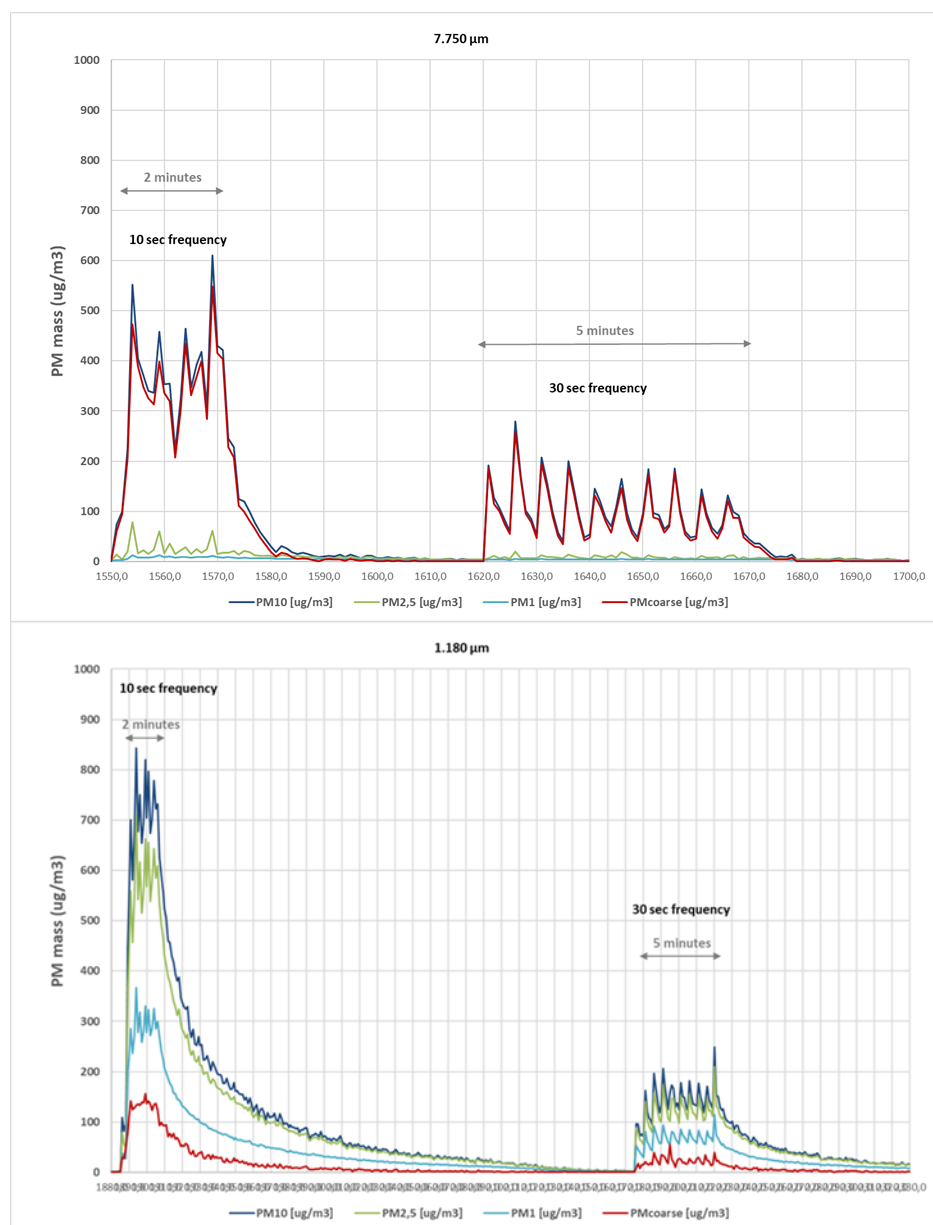 7.750 µm
1000
900
800
2 minutes
700
10 sec frequency
600
500
5 minutes
400
30 sec frequency
300
200
100
0
PM mass (ug/m3)
1550,0 1560,0 1570,0 1580,0 1590,0 1600,0 1610,0 1620,0 1630,0 1640,0 1650,0 1660,0 1670,0 1680,0 1690,0 1700,0
PM10 [ug/m3] PM2,5 [ug/m3] PM1 [ug/m3] PMcoarse [ug/m3]
1.180 µm
1000
10 sec frequency
900
2 minutes
800
700
600
500
30 sec frequency
5 minutes
400
300
200
100
0
PM mass (ug/m3)
PM10 [ug/m3] PM2,5 [ug/m3] PM1 [ug/m3] PMcoarse [ug/m3]